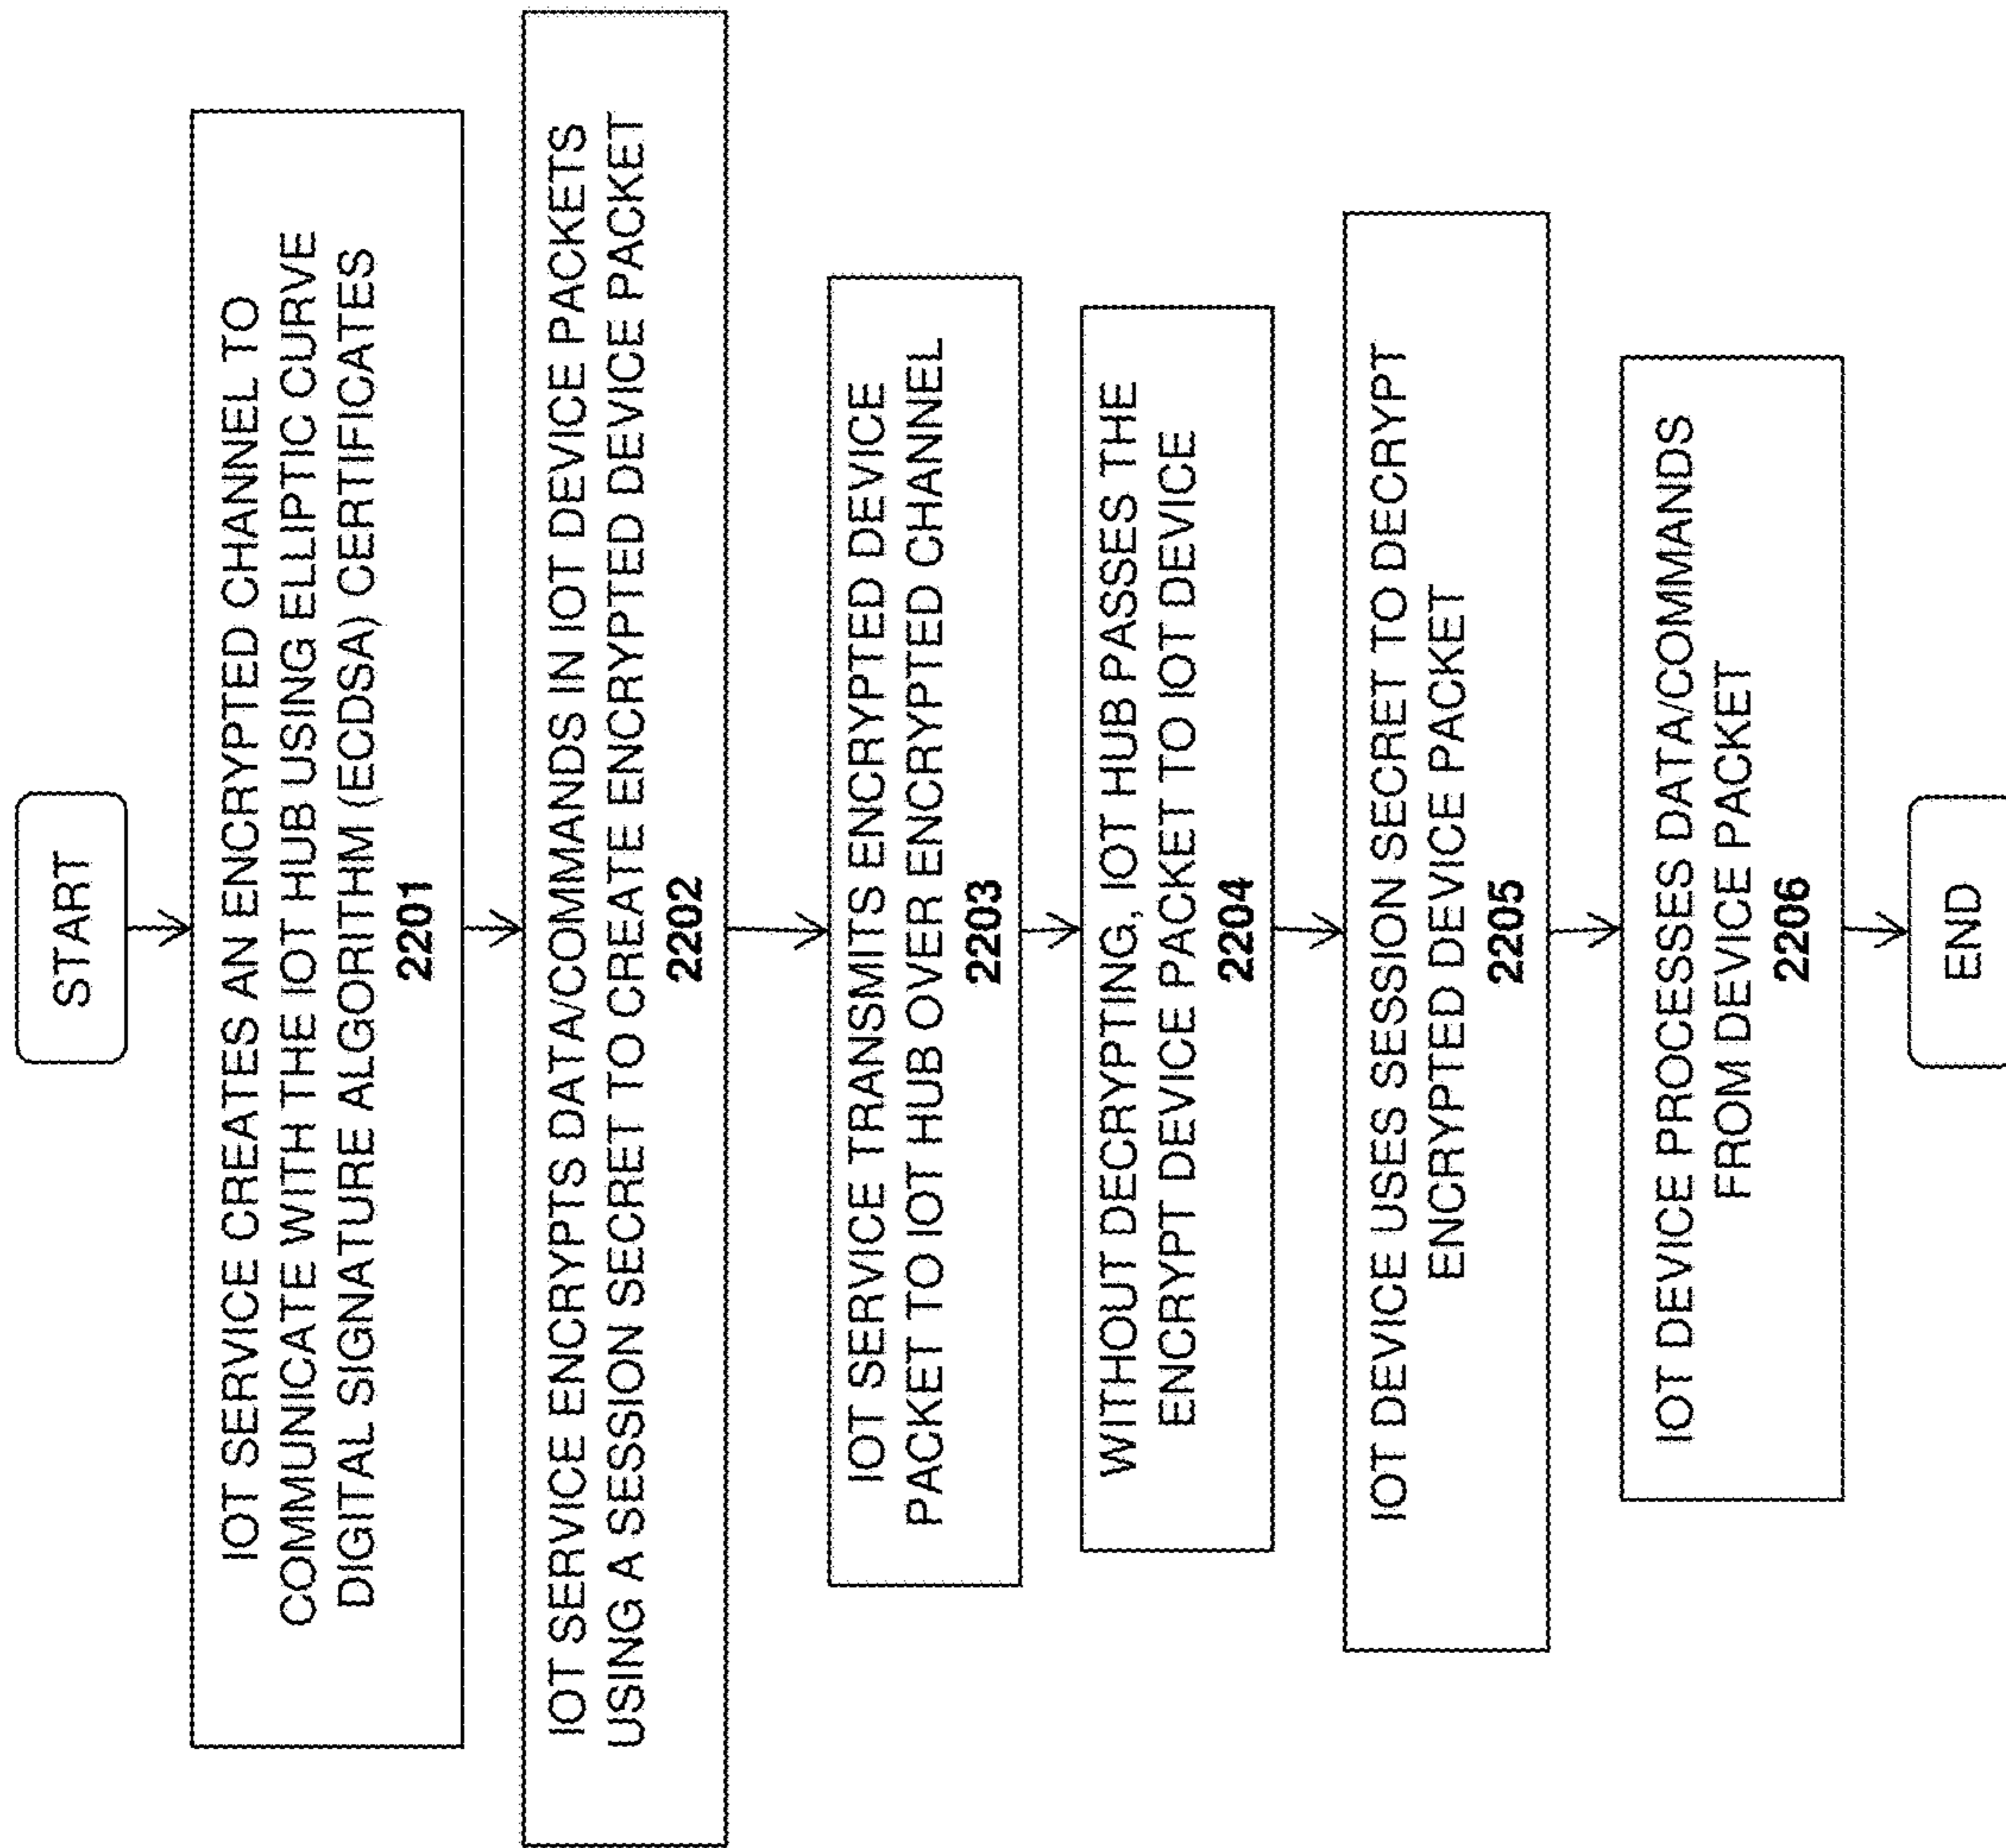 START
IOT SERVICE CREATES AN ENCRYPTED CHANNEL TO
COMMUNICATE WITH THE IOT HUB USING ELLIPTIC CURVE
DIGITAL SIGNATURE ALGORITHM (ECDSA) CERTIFICATES
2201
IOT SERVICE ENCRYPTS DATA/COMMANDS IN IOT DEVICE PACKETS
USING A SESSION SECRET TO CREATE ENCRYPTED DEVICE PACKET
2202
IOT SERVICE TRANSMITS ENCRYPTED DEVICE
PACKET TO IOT HUB OVER ENCRYPTED CHANNEL
2203
WITHOUT DECRYPTING, IOT HUB PASSES THE
ENCRYPT DEVICE PACKET TO IOT DEVICE
2204
IOT DEVICE USES SESSION SECRET TO DECRYPT
ENCRYPTED DEVICE PACKET
2205
IOT DEVICE PROCESSES DATA/COMMANDS
FROM DEVICE PACKET
2206
END